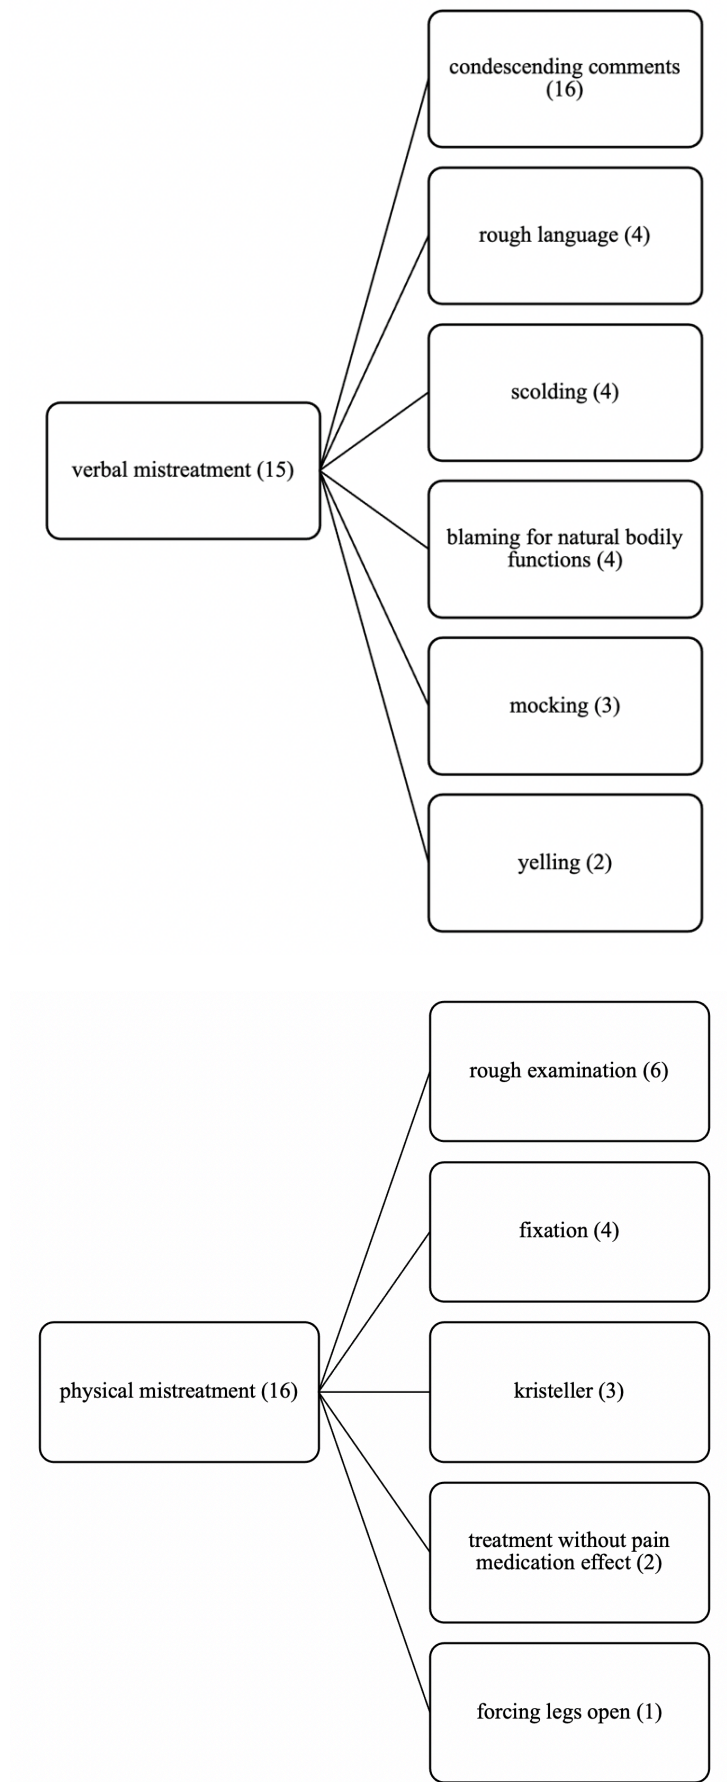 condescending comments
(16)
rough language (4)
scolding (4)
verbal mistreatment (15)
blaming for natural bodily
functions (4)
mocking (3)
yelling (2)
rough examination (6)
fixation (4)
physical mistreatment (16)
kristeller (3)
treatment without pain
medication effect (2)
forcing legs open (1)